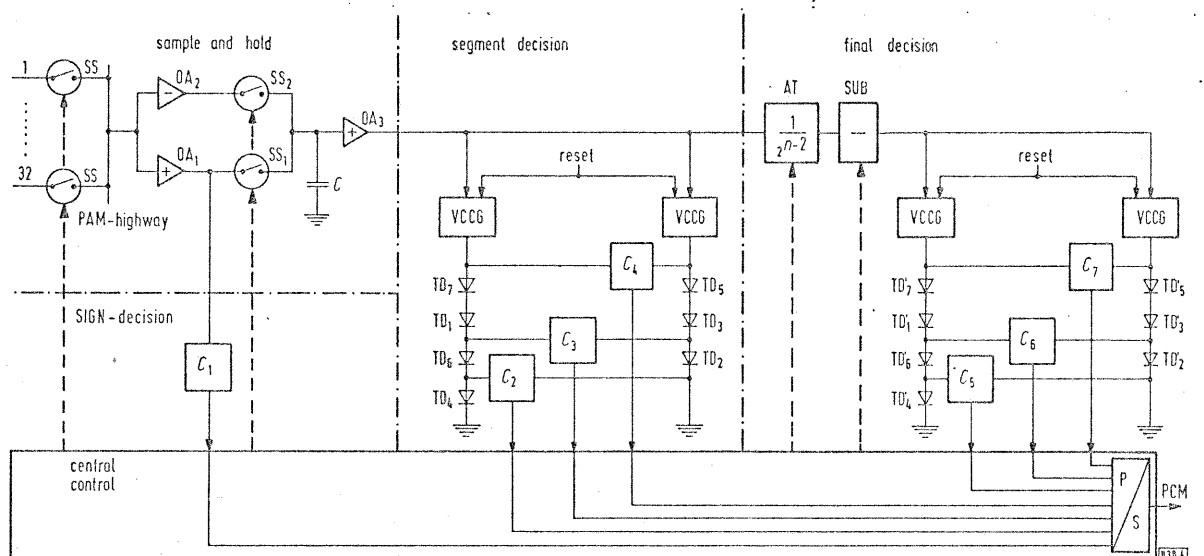 sample and hold
segment decision
final decision
1
SS
OA₂
SS₂
AT
SUB
OA₃
1
2ⁿ⁻²
−
−
+
+
32
SS
OA₁
SS₁
C
PAM-highway
reset
reset
VCCG
VCCG
VCCG
VCCG
C₄
C₇
TD₇
TD₅
TD'₇
TD'₅
SIGN-decision
TD₁
TD₃
TD'₁
TD'₃
C₃
C₆
C₁
TD₆
C₂
TD₂
TD'₆
C₅
TD'₂
TD₄
TD'₄
central
control
P
S
PCM